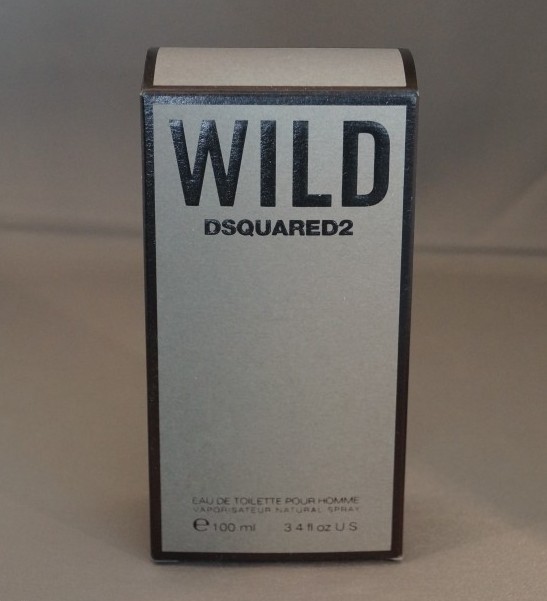 WILD
DSQUARED2
EAU DE TOILETTE POUR HOMME
VAPORISATEUR NATURAL SPRAY
℮ 100 ml 3.4 fl oz U.S